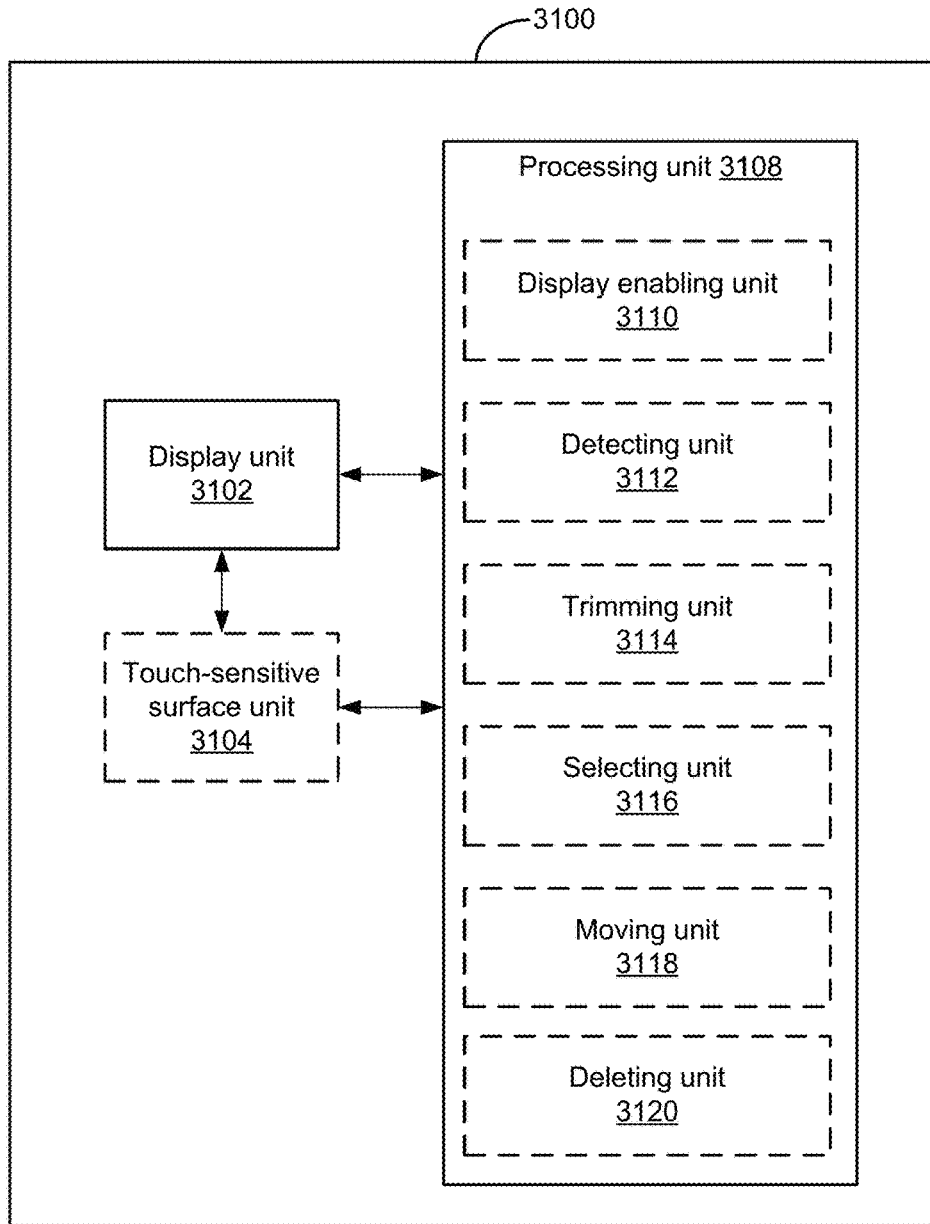 3100
Processing unit 3108
Display enabling unit
3110
Display unit
3102
Detecting unit
3112
Trimming unit
3114
Touch-sensitive
surface unit
3104
Selecting unit
3116
Moving unit
3118
Deleting unit
3120